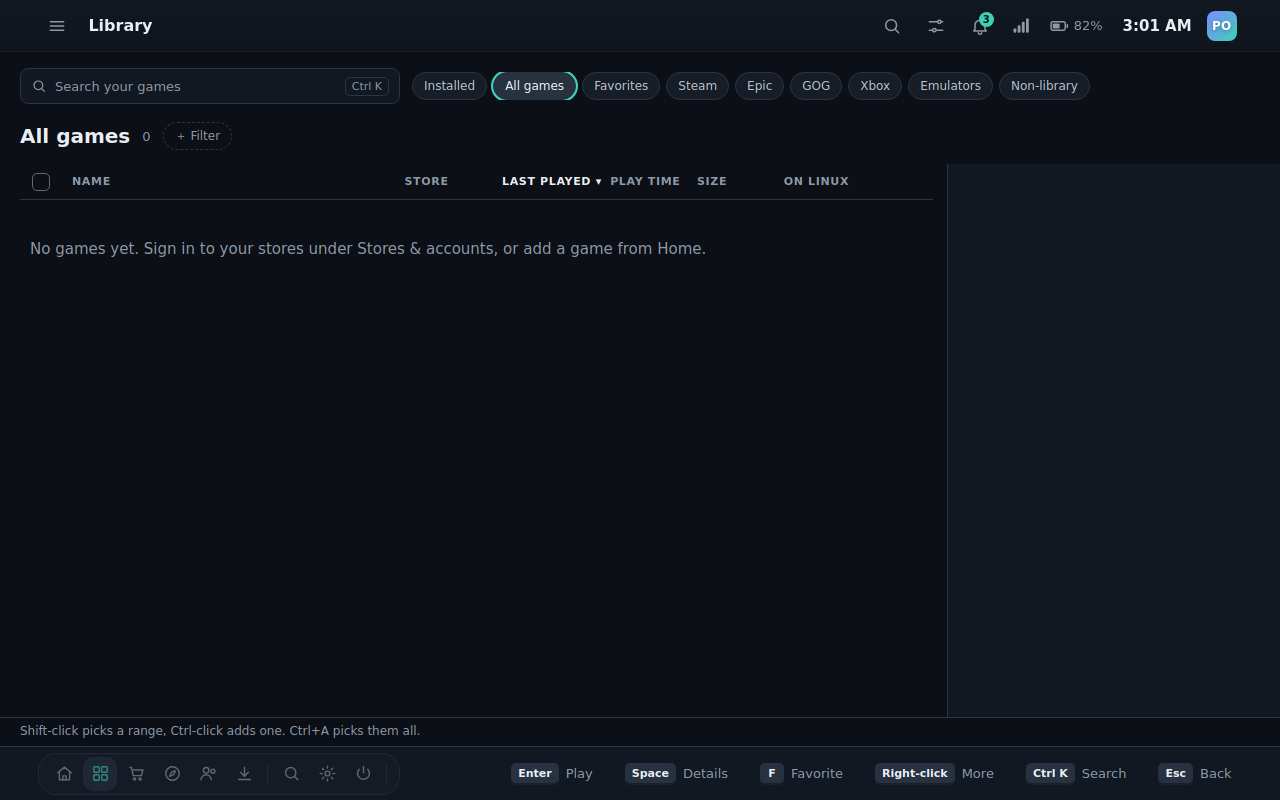 Library
3
82%
3:01 AM
PO
Search your games
Ctrl K
Installed
All games
Favorites
Steam
Epic
GOG
Xbox
Emulators
Non-library
All games 0 + Filter
NAME STORE LAST PLAYED ▾ PLAY TIME SIZE ON LINUX
No games yet. Sign in to your stores under Stores & accounts, or add a game from Home.
Shift-click picks a range, Ctrl-click adds one. Ctrl+A picks them all.
Enter Play Space Details F Favorite Right-click More Ctrl K Search Esc Back